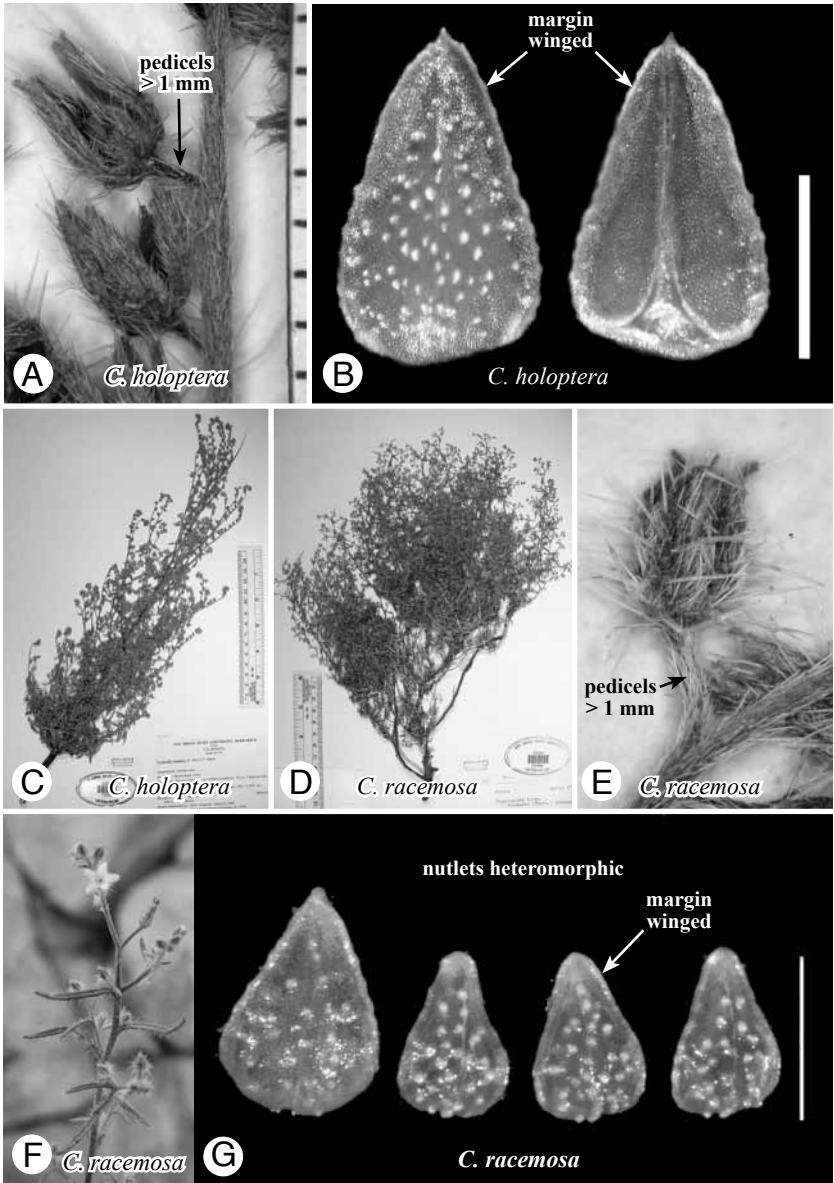 pedicels
> 1 mm
A
C. holoptera
margin
winged
B
C. holoptera
C
C. holoptera
D
C. racemosa
pedicels
> 1 mm
E
C. racemosa
F
C. racemosa
nutlets heteromorphic
margin
winged
G
C. racemosa